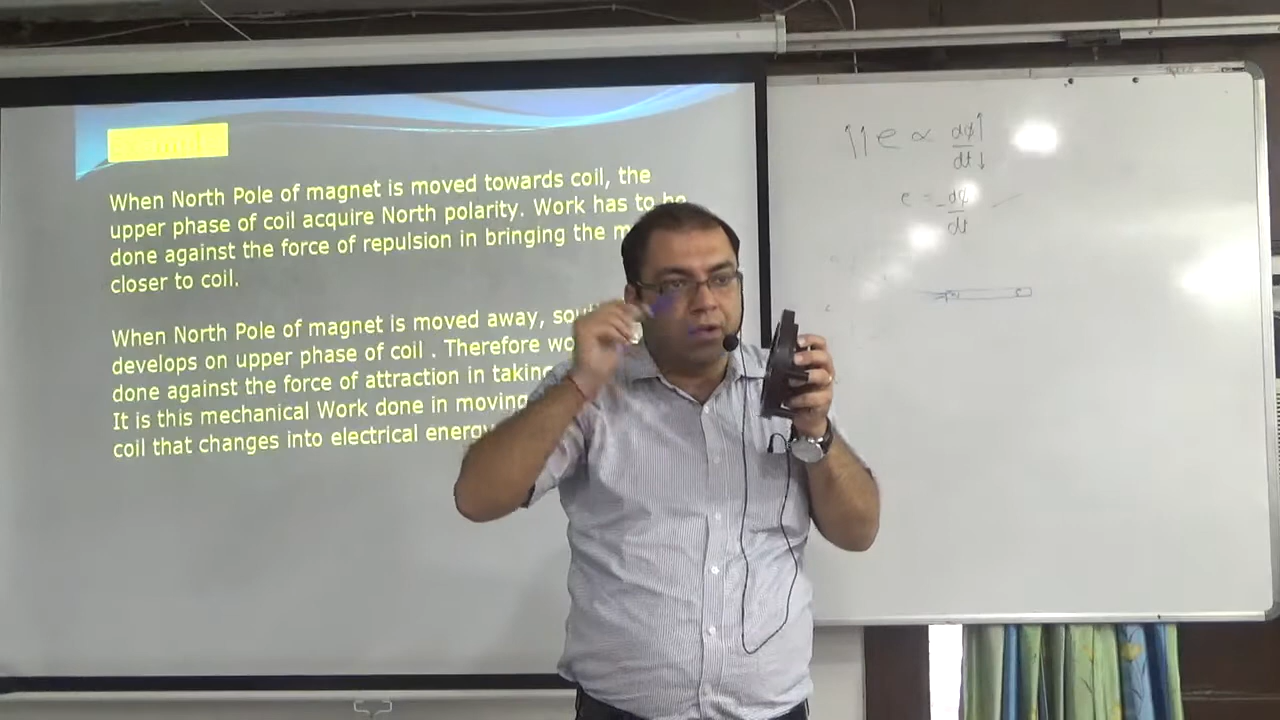 When North Pole of magnet is moved towards coil, the
upper phase of coil acquire North polarity. Work has to be
done against the force of repulsion in bringing the
closer to coil.
When North Pole of magnet is moved away,
develops on upper phase of coil . Therefore
done against the force of attraction in taking
It is this mechanical Work done in moving
coil that changes into electrical energy
↑↑ e ∝ dϕ↑
dt↓
e = - dϕ
dt